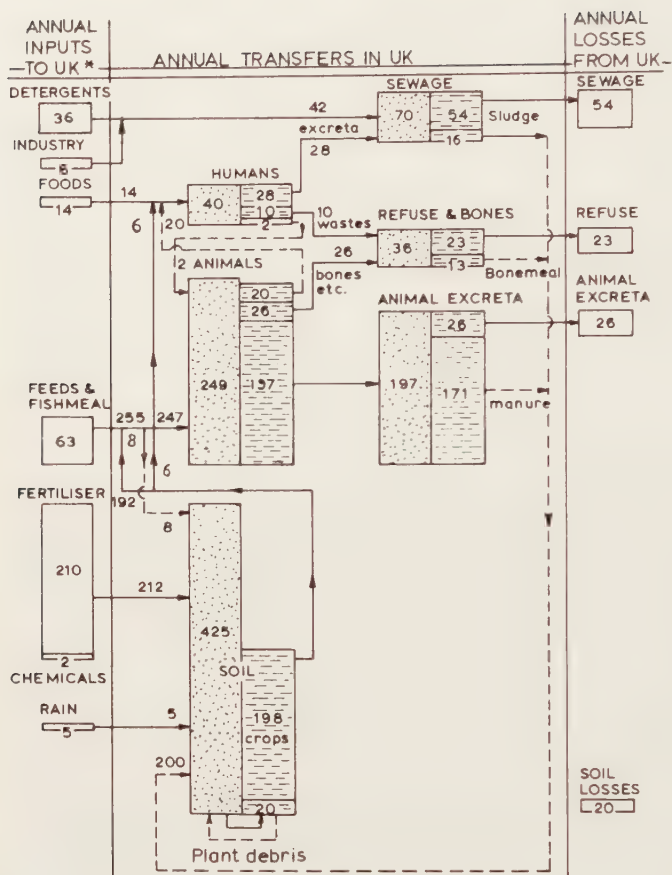 ANNUAL INPUTS TO UK *
ANNUAL TRANSFERS IN UK
ANNUAL LOSSES FROM UK
DETERGENTS
36
INDUSTRY
6
FOODS
14
42
excreta
28
SEWAGE
70
54
16
Sludge
SEWAGE
54
14
6
20
HUMANS
40
28
10
2
10
wastes
26
bones
etc.
REFUSE & BONES
36
23
13
Bonemeal
REFUSE
23
2
ANIMALS
249
20
26
197
ANIMAL EXCRETA
197
26
171
manure
ANIMAL
EXCRETA
26
FEEDS &
FISHMEAL
63
255
247
8
6
192
8
FERTILISER
210
2
CHEMICALS
212
425
SOIL
198
crops
20
RAIN
5
5
200
Plant debris
SOIL
LOSSES
20